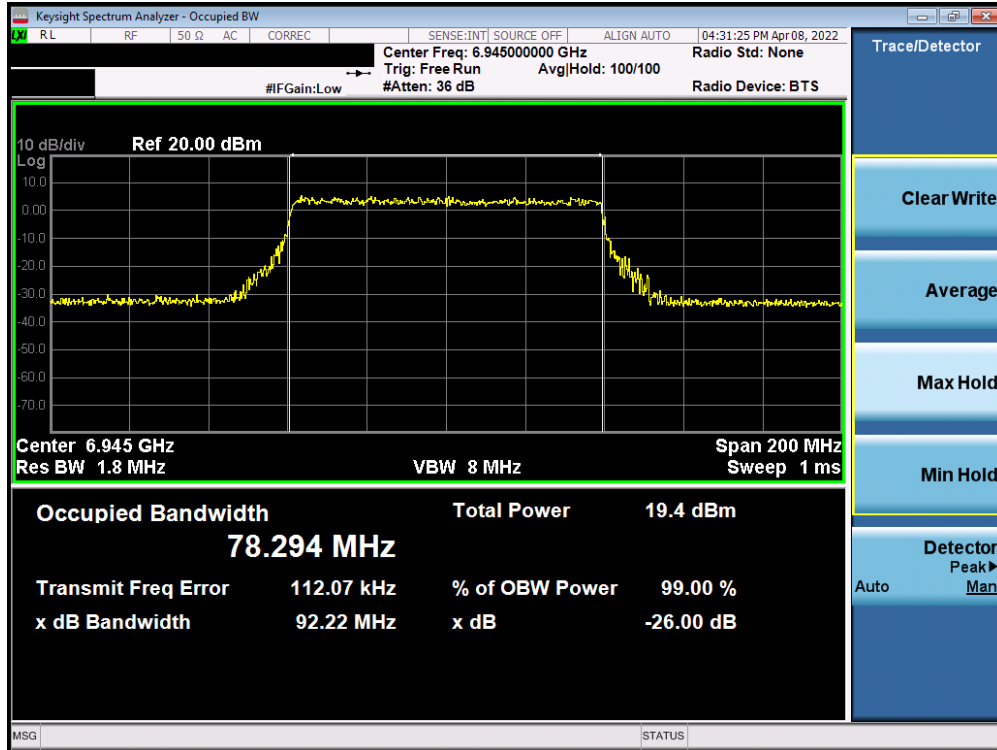 Keysight Spectrum Analyzer - Occupied BW
LXI RL RF 50 Ω AC CORREC SENSE:INT SOURCE OFF ALIGN AUTO 04:31:25 PM Apr 08, 2022
Center Freq: 6.945000000 GHz Radio Std: None
Trig: Free Run Avg|Hold: 100/100
#IFGain:Low #Atten: 36 dB Radio Device: BTS
10 dB/div Ref 20.00 dBm
Log
10.0
0.00
-10.0
-20.0
-30.0
-40.0
-50.0
-60.0
-70.0
Center 6.945 GHz Span 200 MHz
Res BW 1.8 MHz VBW 8 MHz Sweep 1 ms
Occupied Bandwidth Total Power 19.4 dBm
78.294 MHz
Transmit Freq Error 112.07 kHz % of OBW Power 99.00 %
x dB Bandwidth 92.22 MHz x dB -26.00 dB
MSG STATUS
Trace/Detector
Clear Write
Average
Max Hold
Min Hold
Detector
Peak▶
Auto Man